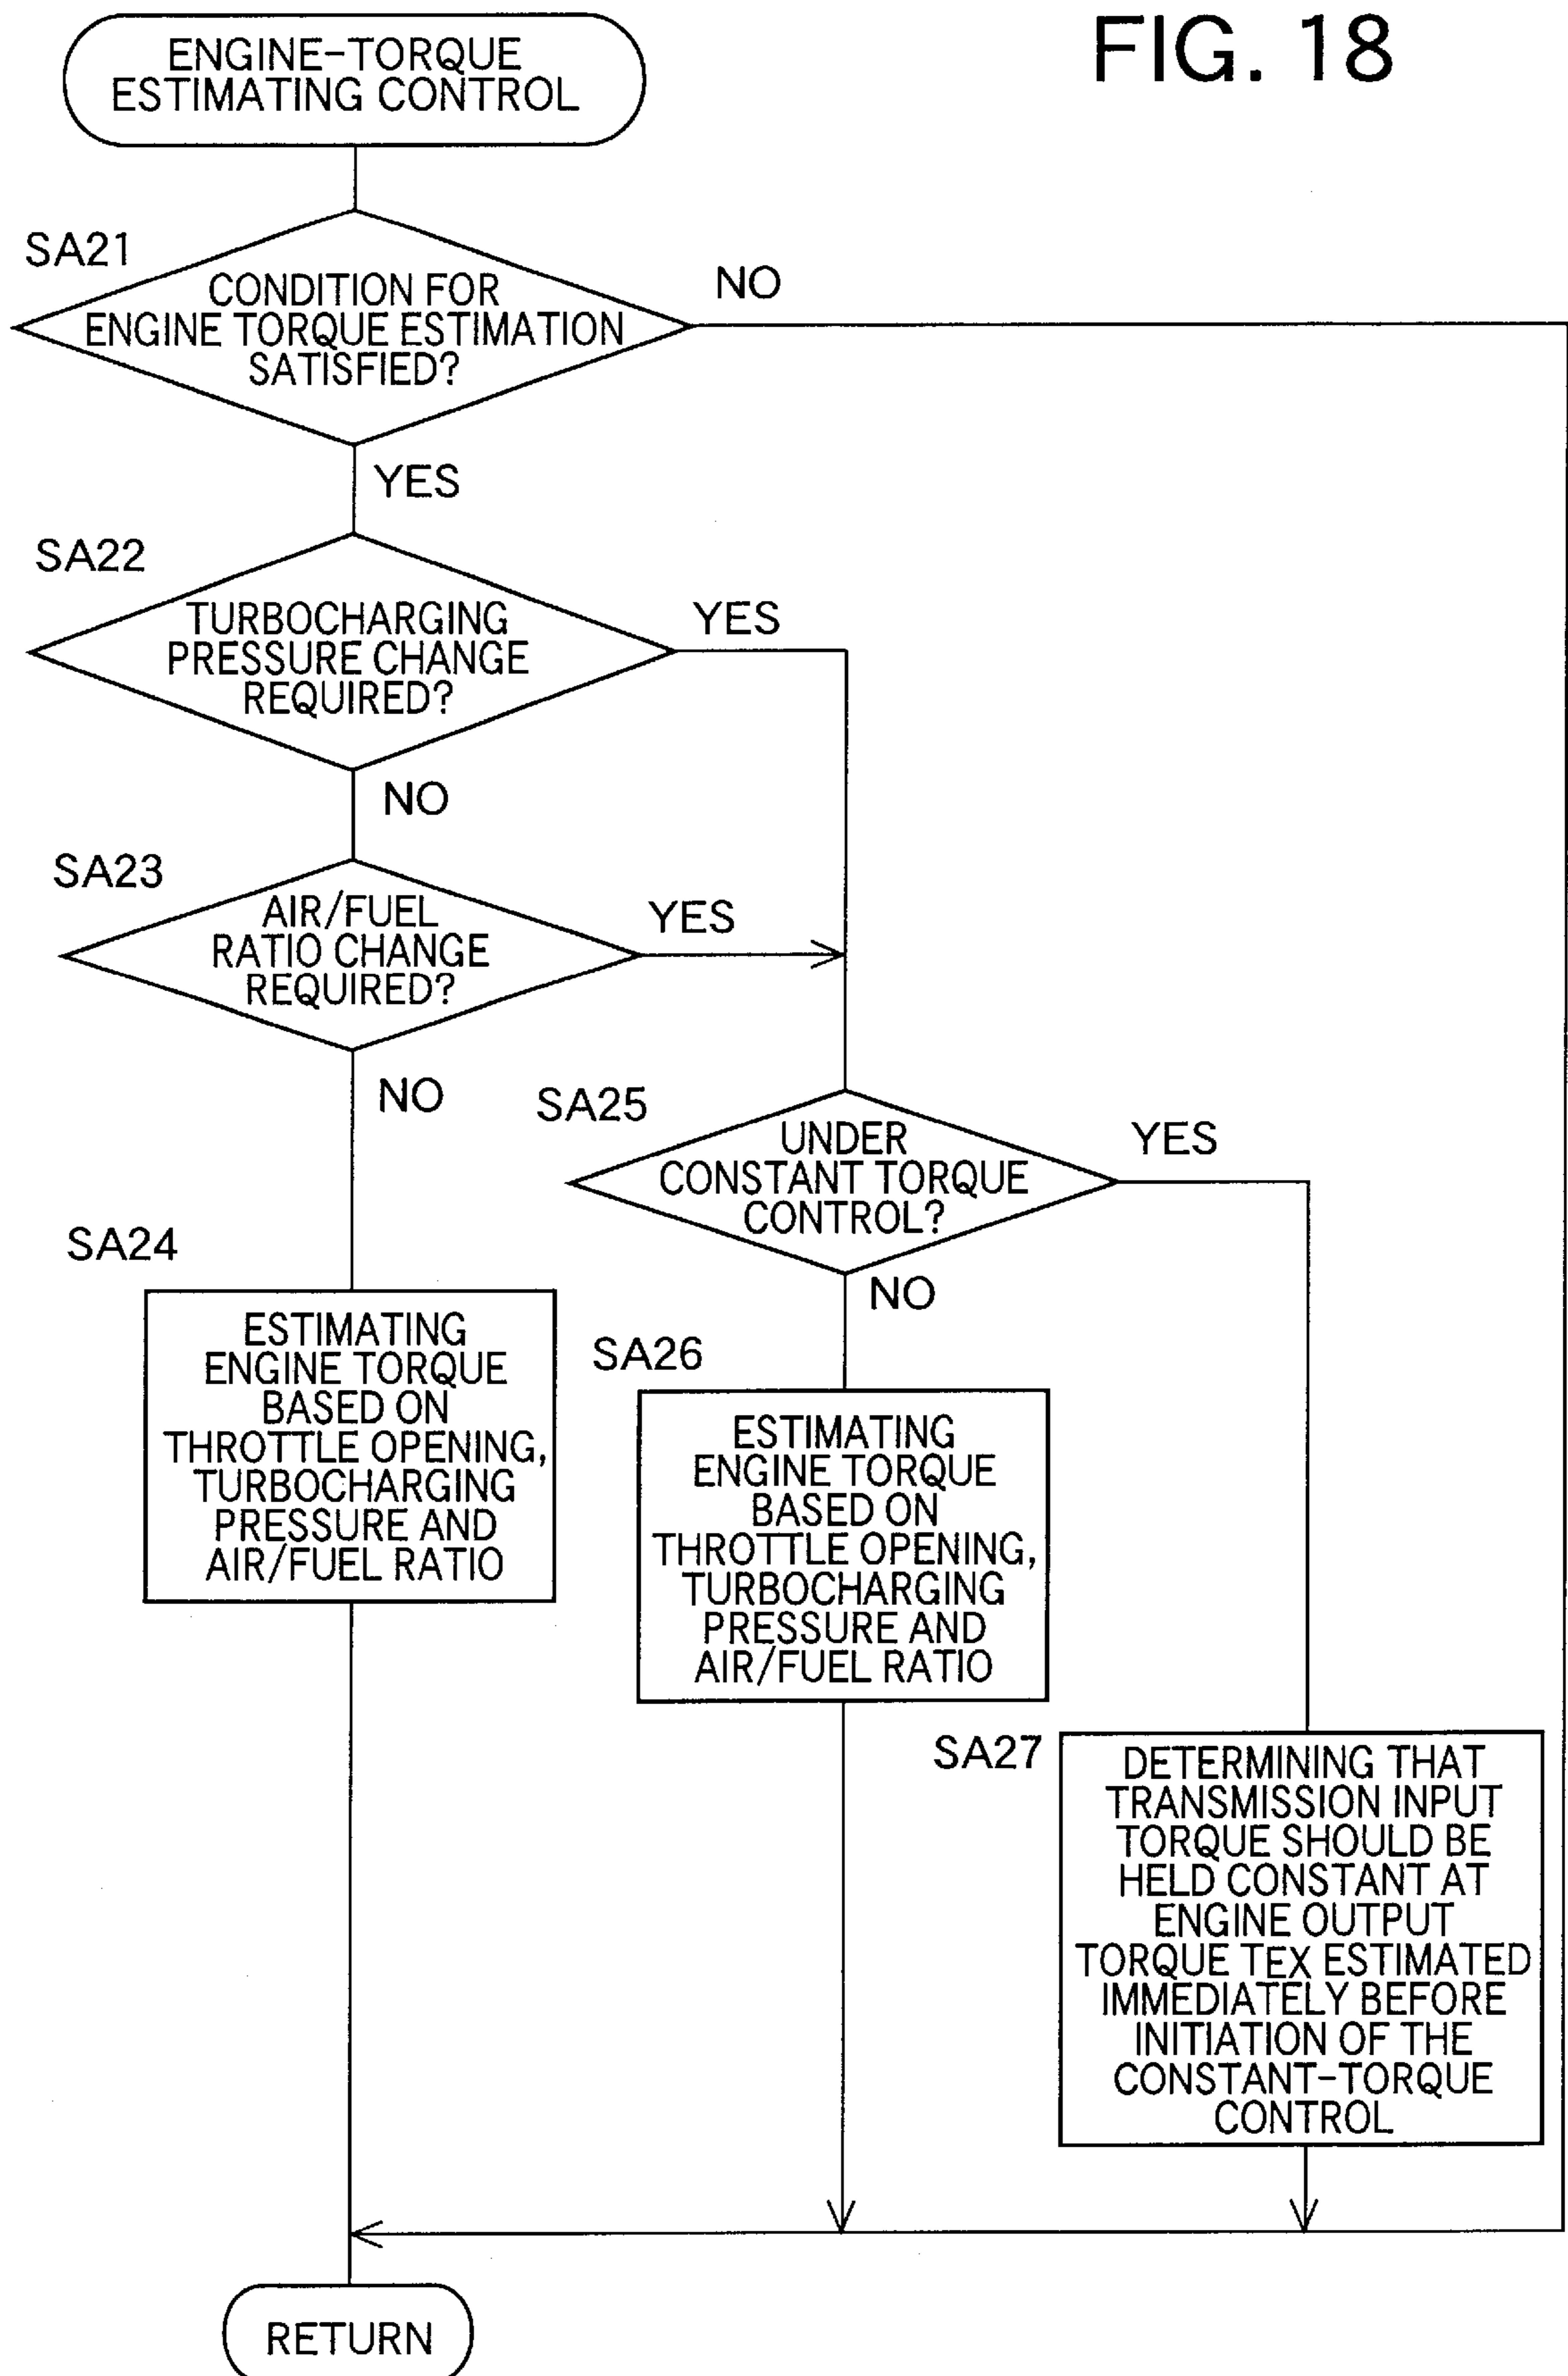 FIG. 18
ENGINE-TORQUE
ESTIMATING CONTROL
SA21
CONDITION FOR
ENGINE TORQUE ESTIMATION
SATISFIED?
NO
YES
SA22
TURBOCHARGING
PRESSURE CHANGE
REQUIRED?
YES
NO
SA23
AIR/FUEL
RATIO CHANGE
REQUIRED?
YES
NO
SA25
UNDER
CONSTANT TORQUE
CONTROL?
YES
NO
SA24
ESTIMATING
ENGINE TORQUE
BASED ON
THROTTLE OPENING,
TURBOCHARGING
PRESSURE AND
AIR/FUEL RATIO
SA26
ESTIMATING
ENGINE TORQUE
BASED ON
THROTTLE OPENING,
TURBOCHARGING
PRESSURE AND
AIR/FUEL RATIO
SA27
DETERMINING THAT
TRANSMISSION INPUT
TORQUE SHOULD BE
HELD CONSTANT AT
ENGINE OUTPUT
TORQUE TEX ESTIMATED
IMMEDIATELY BEFORE
INITIATION OF THE
CONSTANT-TORQUE
CONTROL
RETURN